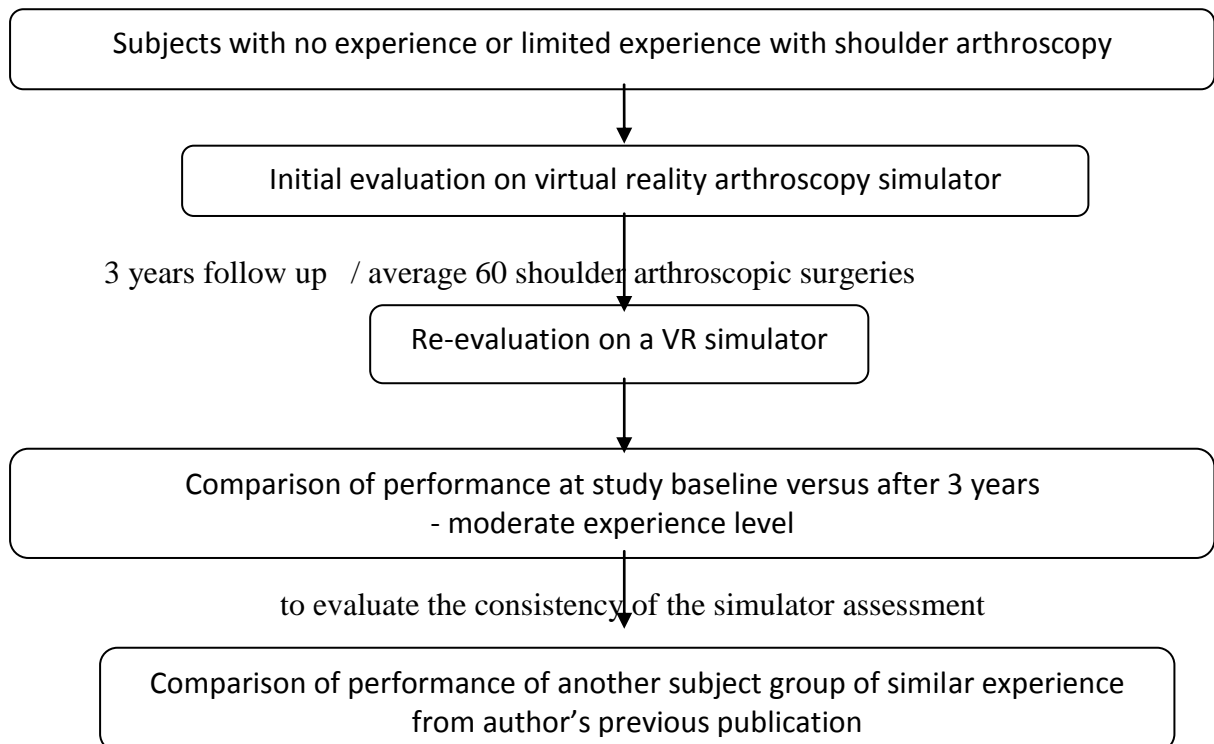 Subjects with no experience or limited experience with shoulder arthroscopy
Initial evaluation on virtual reality arthroscopy simulator
3 years follow up / average 60 shoulder arthroscopic surgeries
Re-evaluation on a VR simulator
Comparison of performance at study baseline versus after 3 years
- moderate experience level
to evaluate the consistency of the simulator assessment
Comparison of performance of another subject group of similar experience
from author’s previous publication